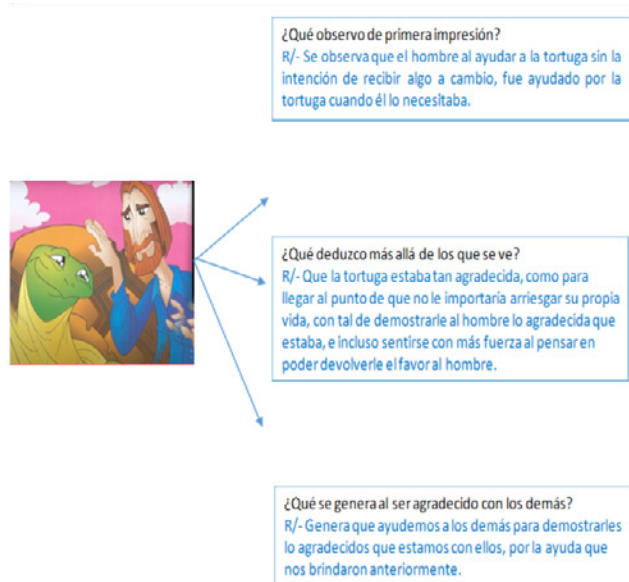 ¿Qué observo de primera impresión?
R/- Se observa que el hombre al ayudar a la tortuga sin la
intención de recibir algo a cambio, fue ayudado por la
tortuga cuando él lo necesitaba.
¿Qué deduzco más allá de los que se ve?
R/- Que la tortuga estaba tan agradecida, como para
llegar al punto de que no le importaría arriesgar su propia
vida, con tal de demostrarle al hombre lo agradecida que
estaba, e incluso sentirse con más fuerza al pensar en
poder devolverle el favor al hombre.
¿Qué se genera al ser agradecido con los demás?
R/- Genera que ayudemos a los demás para demostrarles
lo agradecidos que estamos con ellos, por la ayuda que
nos brindaron anteriormente.